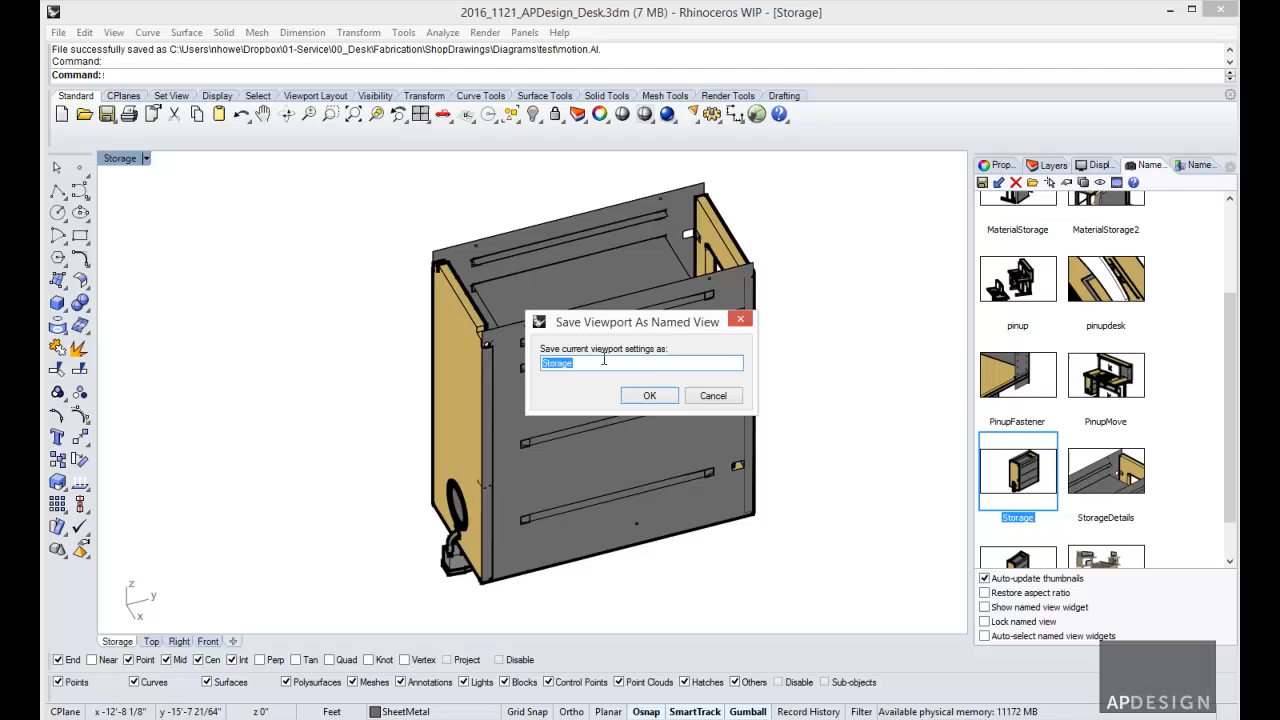 2016_1121_APDesign_Desk.3dm (7 MB) - Rhinoceros WIP - [Storage]
File Edit View Curve Surface Solid Mesh Dimension Transform Tools Analyze Render Panels Help
File successfully saved as C:\Users\nhowe\Dropbox\01-Service\00_Desk\Fabrication\ShopDrawings\Diagrams\test\motion.AI.
Command:
Command: !
Standard CPlanes Set View Display Select Viewport Layout Visibility Transform Curve Tools Surface Tools Solid Tools Mesh Tools Render Tools Drafting
Storage
Prop... Layers Displ... Name... Name...
MaterialStorage MaterialStorage2
pinup pinupdesk
PinupFastener PinupMove
Storage StorageDetails
Save Viewport As Named View
Save current viewport settings as:
Storage
OK Cancel
Auto-update thumbnails
Restore aspect ratio
Show named view widget
Lock named view
Auto-select named view widgets
z
y
x
Storage Top Right Front
End Near Point Mid Cen Int Perp Tan Quad Knot Vertex Project Disable
Points Curves Surfaces Polysurfaces Meshes Annotations Lights Blocks Control Points Point Clouds Hatches Others Disable Sub-objects
CPlane x -12'-8 1/8" y -15'-7 21/64" z 0" Feet SheetMetal Grid Snap Ortho Planar Osnap SmartTrack Gumball Record History Filter Available physical memory: 11172 MB
APDESIGN